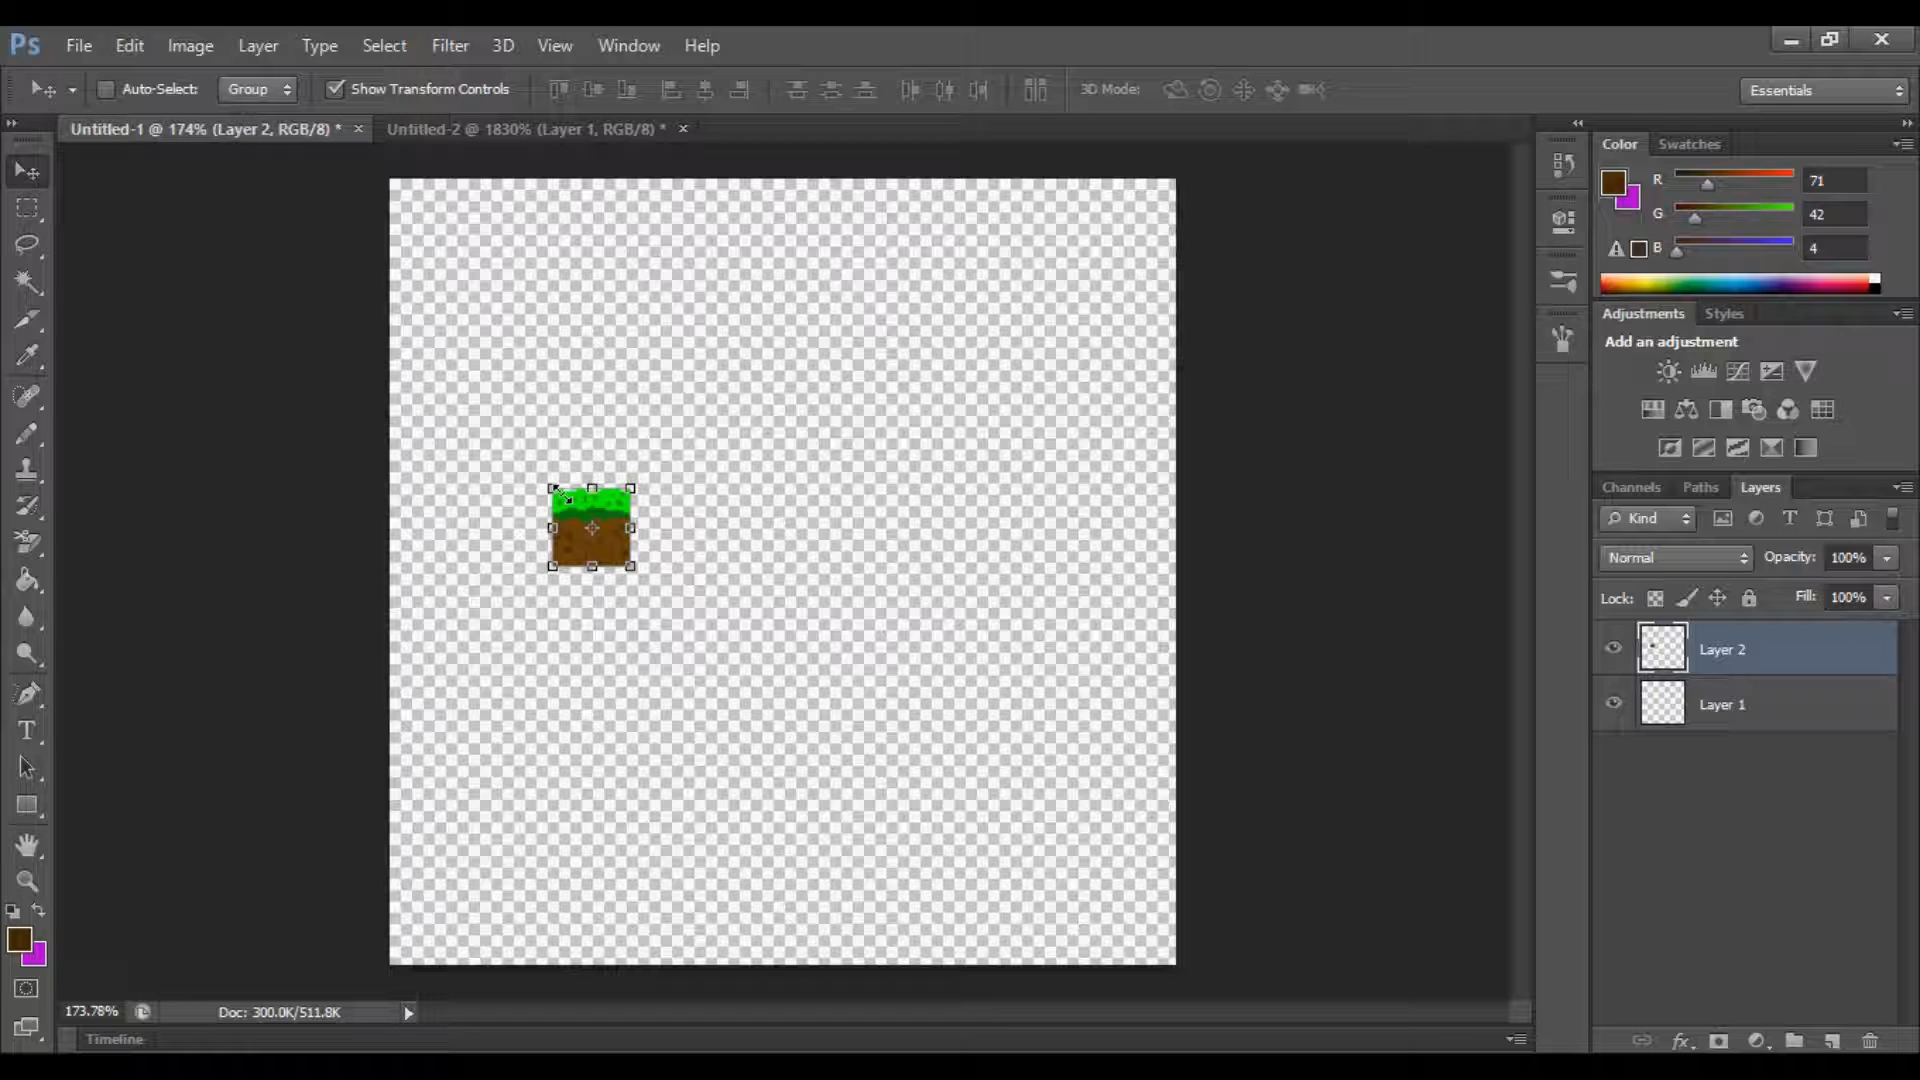 Ps File Edit Image Layer Type Select Filter 3D View Window Help
Auto-Select: Group Show Transform Controls 3D Mode: Essentials
Untitled-1 @ 174% (Layer 2, RGB/8) * × Untitled-2 @ 1830% (Layer 1, RGB/8) * ×
Color Swatches
R 71
G 42
B 4
Adjustments Styles
Add an adjustment
Channels Paths Layers
Kind
Normal Opacity: 100%
Lock: Fill: 100%
Layer 2
Layer 1
173.78% Doc: 300.0K/511.8K
Timeline